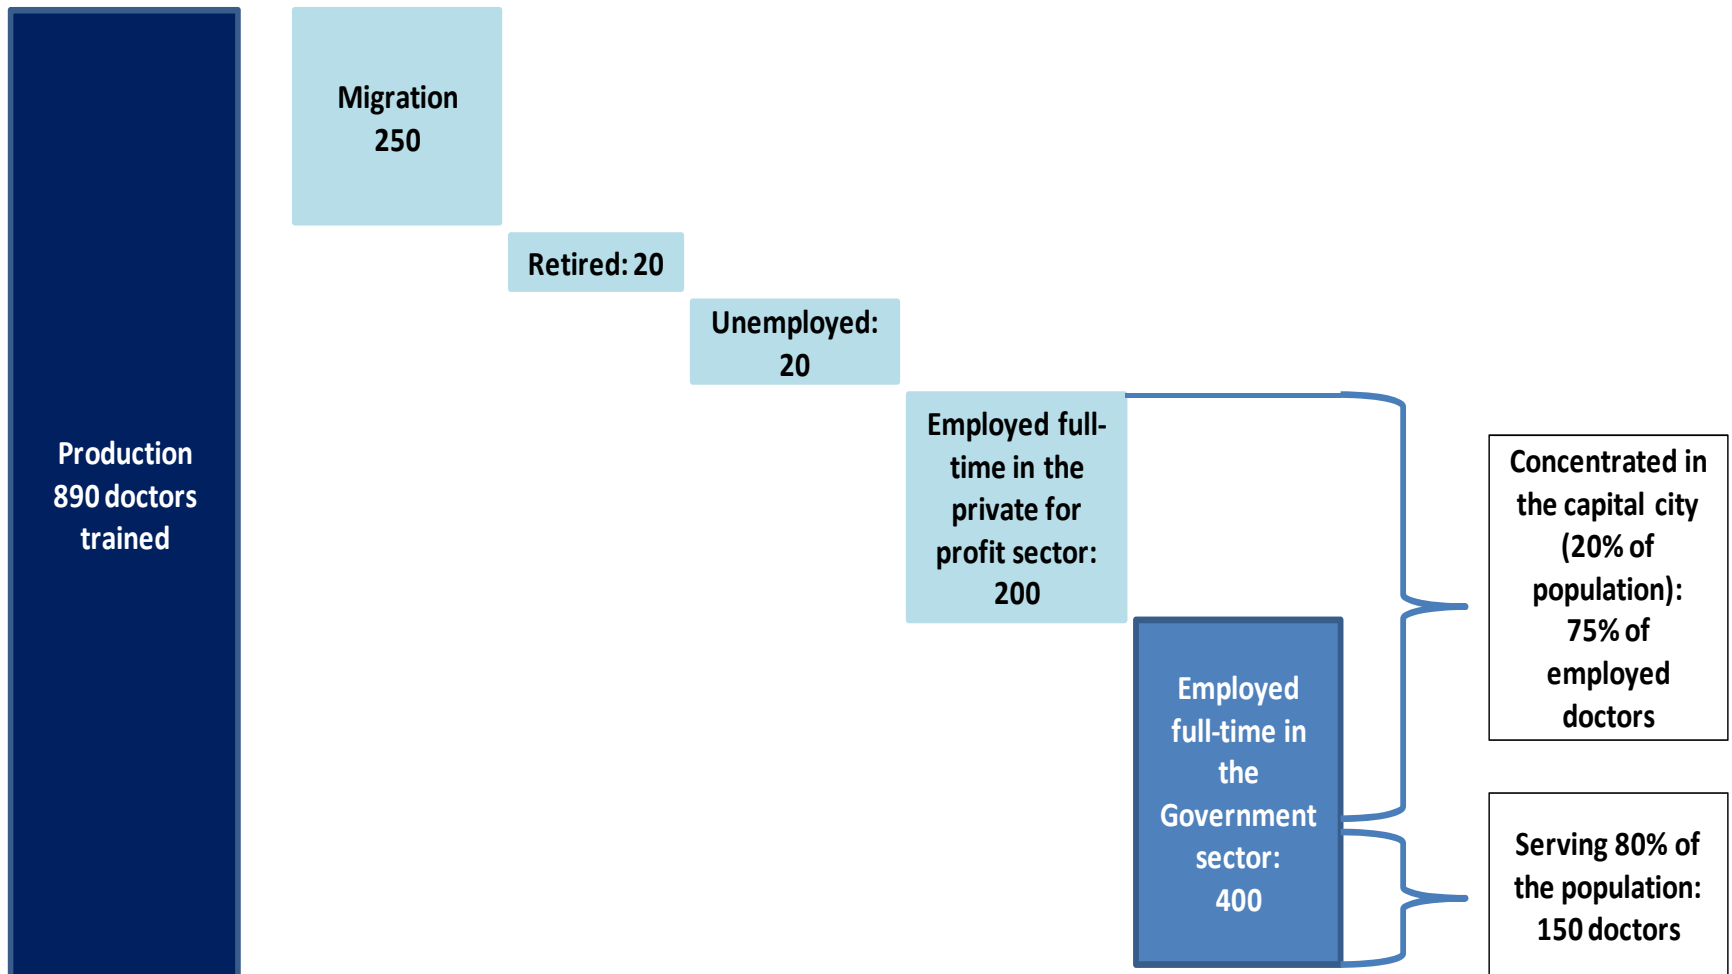 Production
890 doctors
trained
Migration
250
Retired: 20
Unemployed:
20
Employed full-
time in the
private for
profit sector:
200
Employed
full-time in
the
Government
sector:
400
Concentrated in
the capital city
(20% of
population):
75% of
employed
doctors
Serving 80% of
the population:
150 doctors